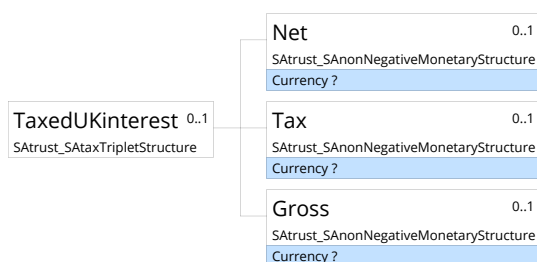 Net 0..1
SAtrust_SAnonNegativeMonetaryStructure
Currency ?
TaxedUKinterest 0..1
SAtrust_SAtaxTripletStructure
Tax 0..1
SAtrust_SAnonNegativeMonetaryStructure
Currency ?
Gross 0..1
SAtrust_SAnonNegativeMonetaryStructure
Currency ?